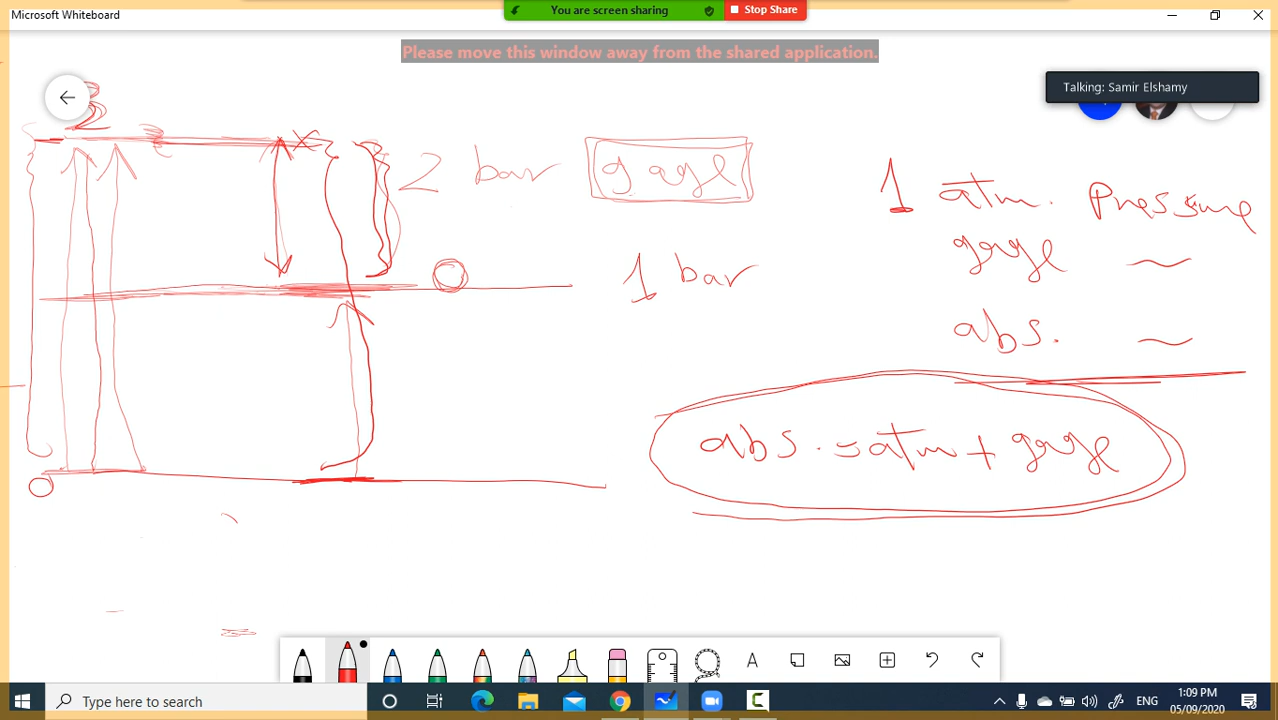 You are screen sharing
Stop Share
Microsoft Whiteboard
Please move this window away from the shared application.
Talking: Samir Elshamy
3
2 bar gage
1 atm. Pressure
gage ~
O
1 bar
abs. ~
abs. = atm + gage
O
Type here to search
ENG
1:09 PM
05/09/2020